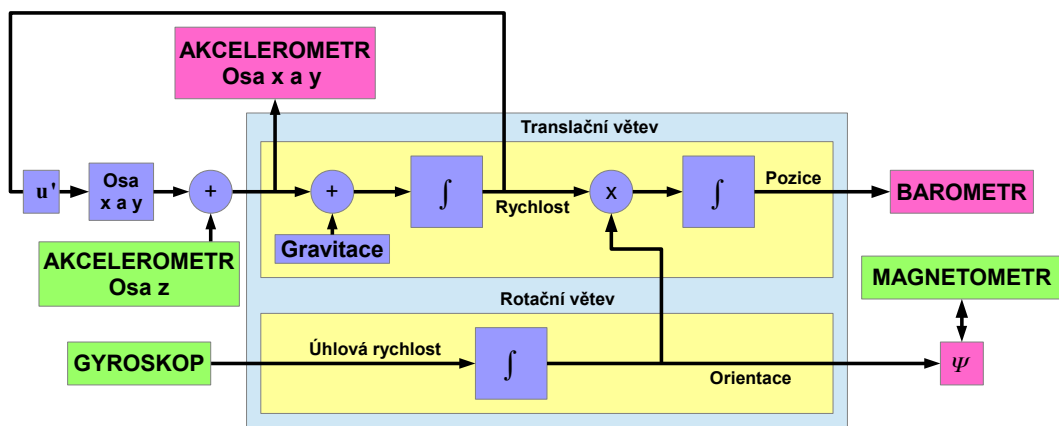 AKCELEROMETR
Osa x a y
Translační větev
u'
Osa
x a y
+
+
∫
Rychlost
x
∫
Pozice
BAROMETR
Gravitace
AKCELEROMETR
Osa z
MAGNETOMETR
Rotační větev
GYROSKOP
Úhlová rychlost
∫
Orientace
Ψ